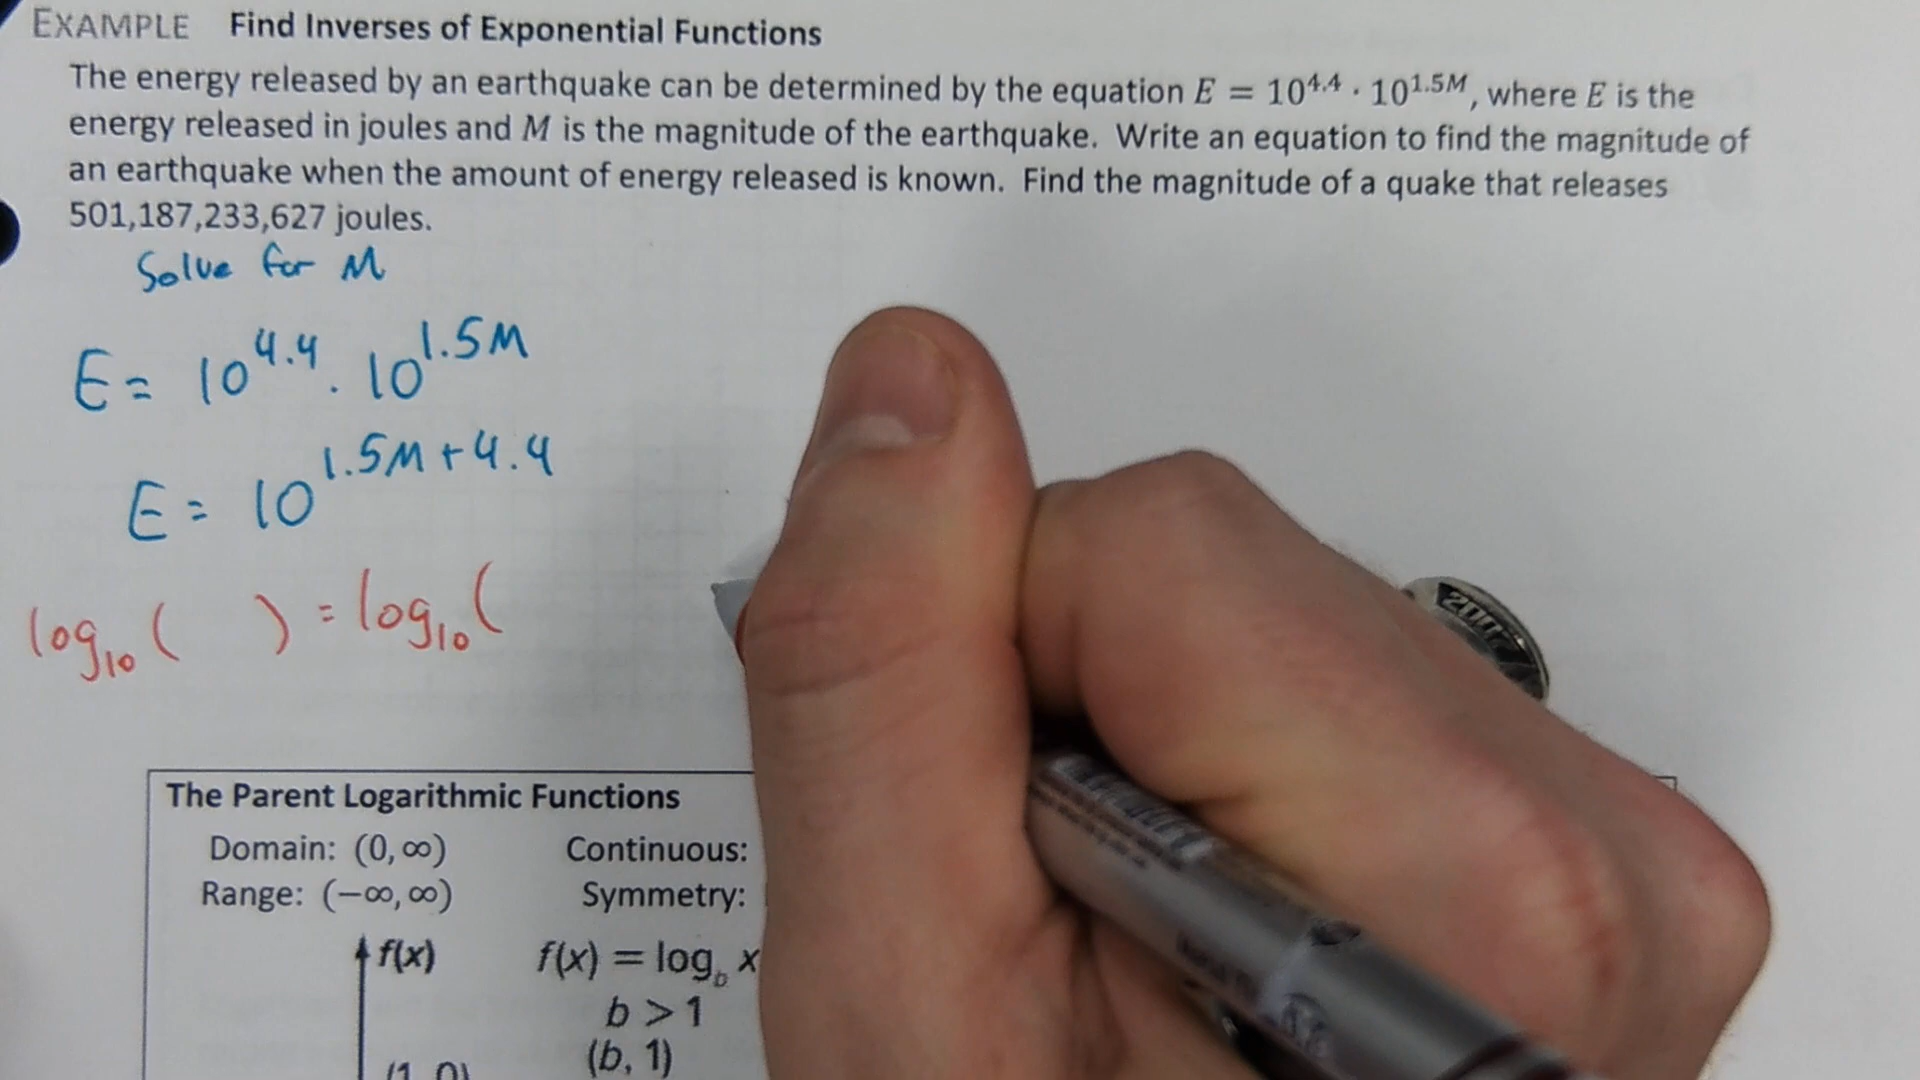 EXAMPLE Find Inverses of Exponential Functions
The energy released by an earthquake can be determined by the equation E = 10^4.4 · 10^1.5M, where E is the
energy released in joules and M is the magnitude of the earthquake. Write an equation to find the magnitude of
an earthquake when the amount of energy released is known. Find the magnitude of a quake that releases
501,187,233,627 joules.
Solve for M
E = 10^4.4 · 10^1.5M
E = 10^1.5M+4.4
log₁₀( ) = log₁₀(
2007
The Parent Logarithmic Functions
Domain: (0, ∞) Continuous:
Range: (−∞, ∞) Symmetry:
f(x) f(x) = log_b x
b > 1
(b, 1)
(1, 0)